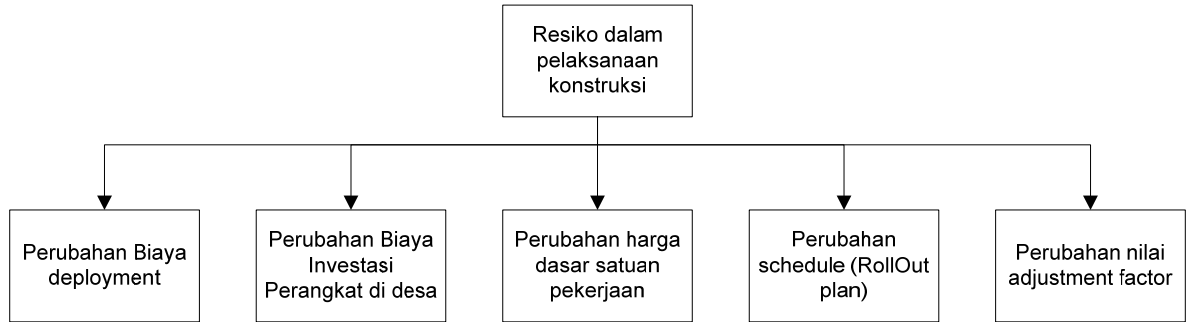 Resiko dalam
pelaksanaan
konstruksi
Perubahan Biaya
deployment
Perubahan Biaya
Investasi
Perangkat di desa
Perubahan harga
dasar satuan
pekerjaan
Perubahan
schedule (RollOut
plan)
Perubahan nilai
adjustment factor